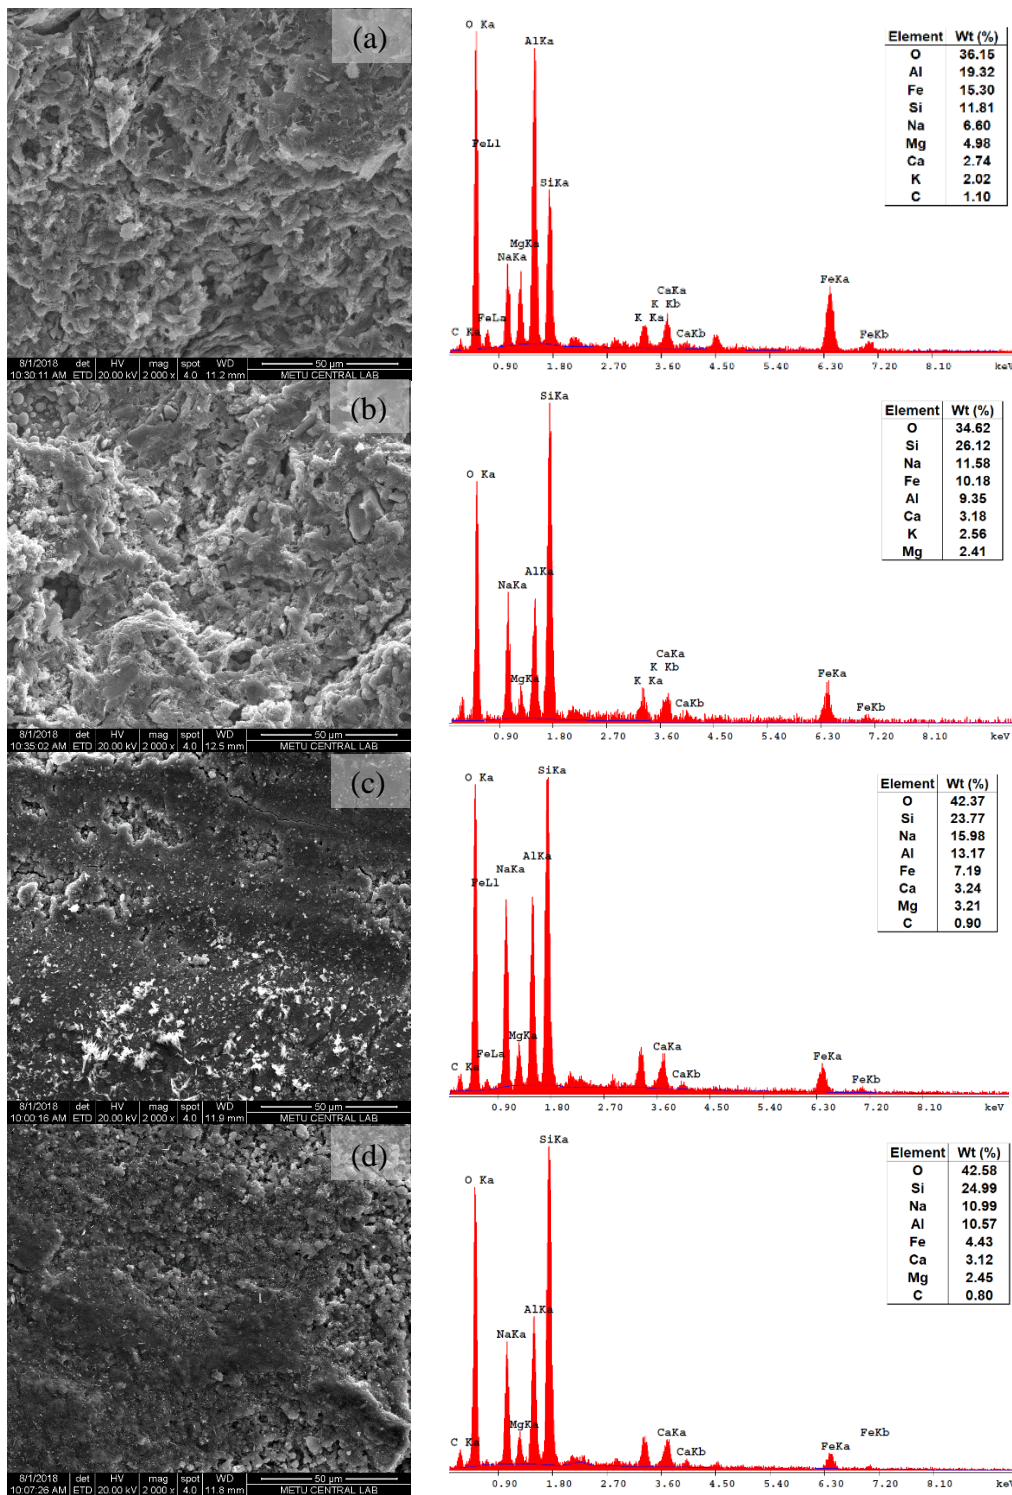 (a)
8/1/2018 det HV mag spot WD 50 µm
10:30:11 AM ETD 20.00 kV 2 000 x 4.0 11.2 mm METU CENTRAL LAB
O Ka
AlKa
FeLl
SiKa
MgKa
NaKa
FeKa
CaKa
K Kb
K Ka
FeLa
C Ka
CaKb
FeKb
0.90 1.80 2.70 3.60 4.50 5.40 6.30 7.20 8.10 keV
Element Wt (%)
O 36.15
Al 19.32
Fe 15.30
Si 11.81
Na 6.60
Mg 4.98
Ca 2.74
K 2.02
C 1.10
(b)
8/1/2018 det HV mag spot WD 50 µm
10:35:02 AM ETD 20.00 kV 2 000 x 4.0 12.5 mm METU CENTRAL LAB
SiKa
O Ka
AlKa
NaKa
CaKa
K Kb
K Ka
MgKa
CaKb
FeKa
FeKb
0.90 1.80 2.70 3.60 4.50 5.40 6.30 7.20 8.10 keV
Element Wt (%)
O 34.62
Si 26.12
Na 11.58
Fe 10.18
Al 9.35
Ca 3.18
K 2.56
Mg 2.41
(c)
8/1/2018 det HV mag spot WD 50 µm
10:00:16 AM ETD 20.00 kV 2 000 x 4.0 11.9 mm METU CENTRAL LAB
SiKa
O Ka
AlKa
NaKa
FeLl
MgKa
CaKa
FeLa
C Ka
CaKb
FeKa
FeKb
0.90 1.80 2.70 3.60 4.50 5.40 6.30 7.20 8.10 keV
Element Wt (%)
O 42.37
Si 23.77
Na 15.98
Al 13.17
Fe 7.19
Ca 3.24
Mg 3.21
C 0.90
(d)
8/1/2018 det HV mag spot WD 50 µm
10:07:26 AM ETD 20.00 kV 2 000 x 4.0 11.8 mm METU CENTRAL LAB
SiKa
O Ka
AlKa
NaKa
MgKa
CaKa
C Ka
CaKb
FeKa
FeKb
0.90 1.80 2.70 3.60 4.50 5.40 6.30 7.20 8.10 keV
Element Wt (%)
O 42.58
Si 24.99
Na 10.99
Al 10.57
Fe 4.43
Ca 3.12
Mg 2.45
C 0.80